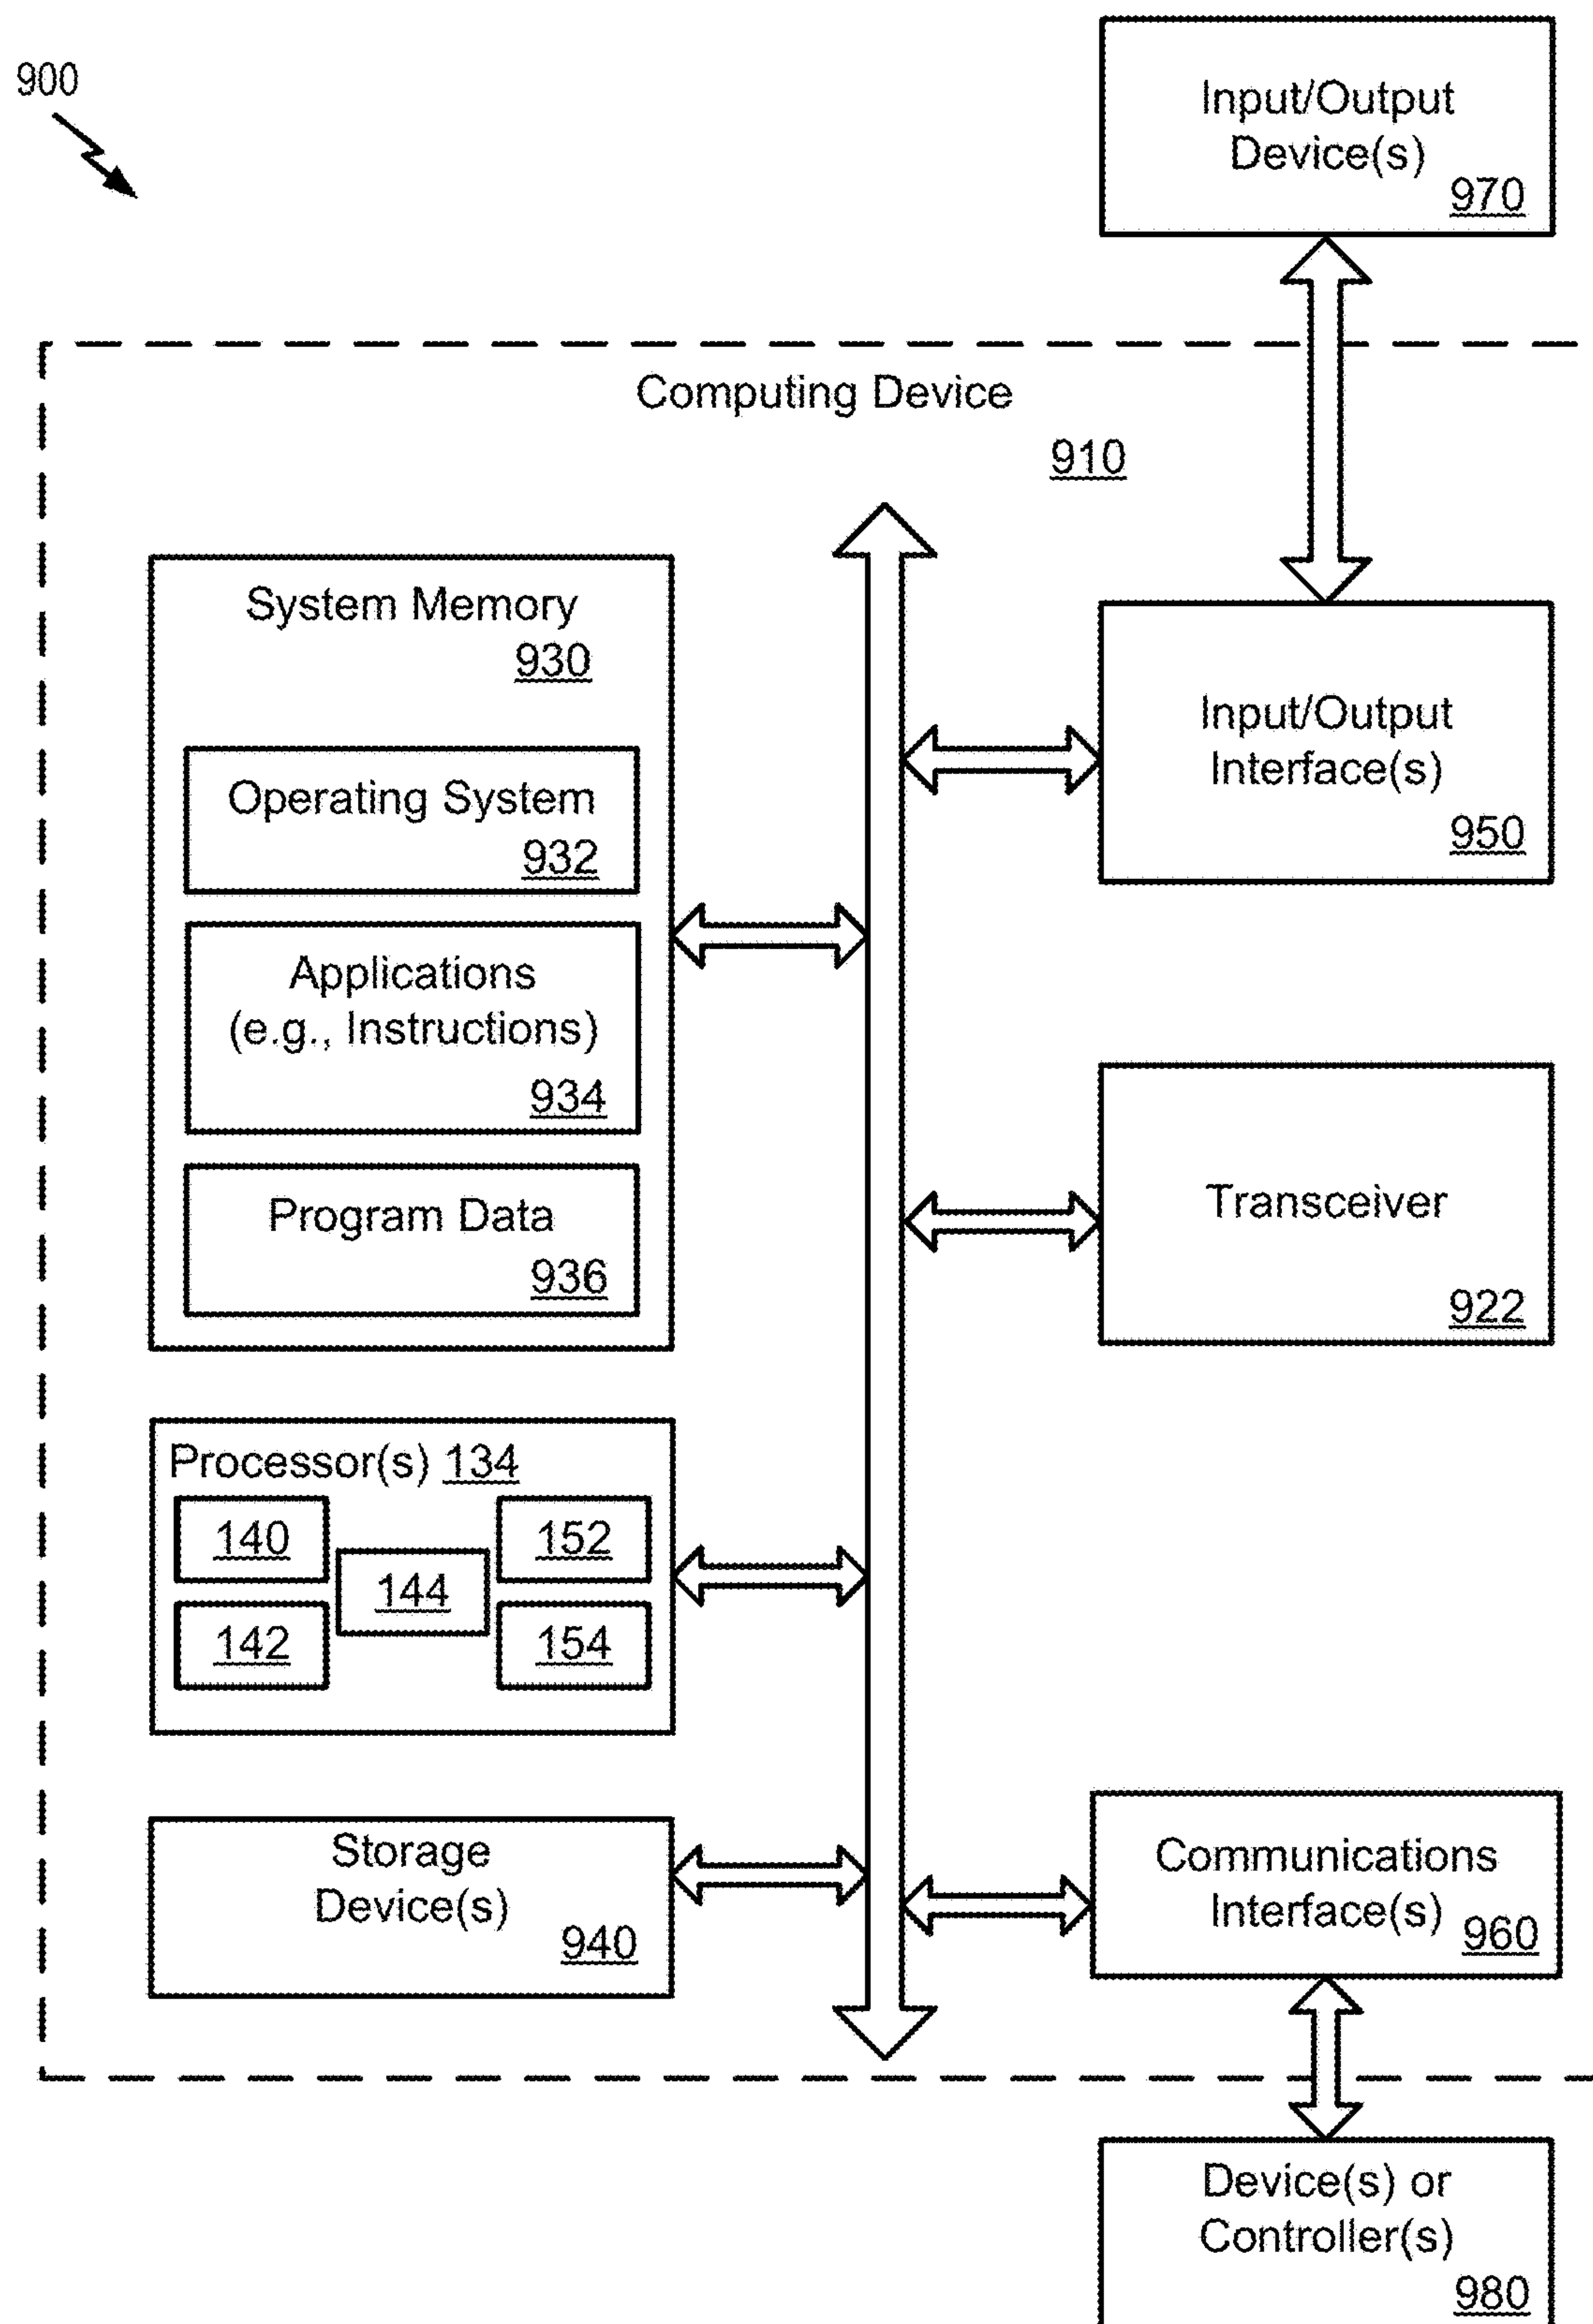 900
Input/Output
Device(s)
970
Computing Device
910
System Memory
930
Operating System
932
Applications
(e.g., Instructions)
934
Program Data
936
Input/Output
Interface(s)
950
Transceiver
922
Processor(s) 134
140
152
144
142
154
Storage
Device(s)
940
Communications
Interface(s)
960
Device(s) or
Controller(s)
980